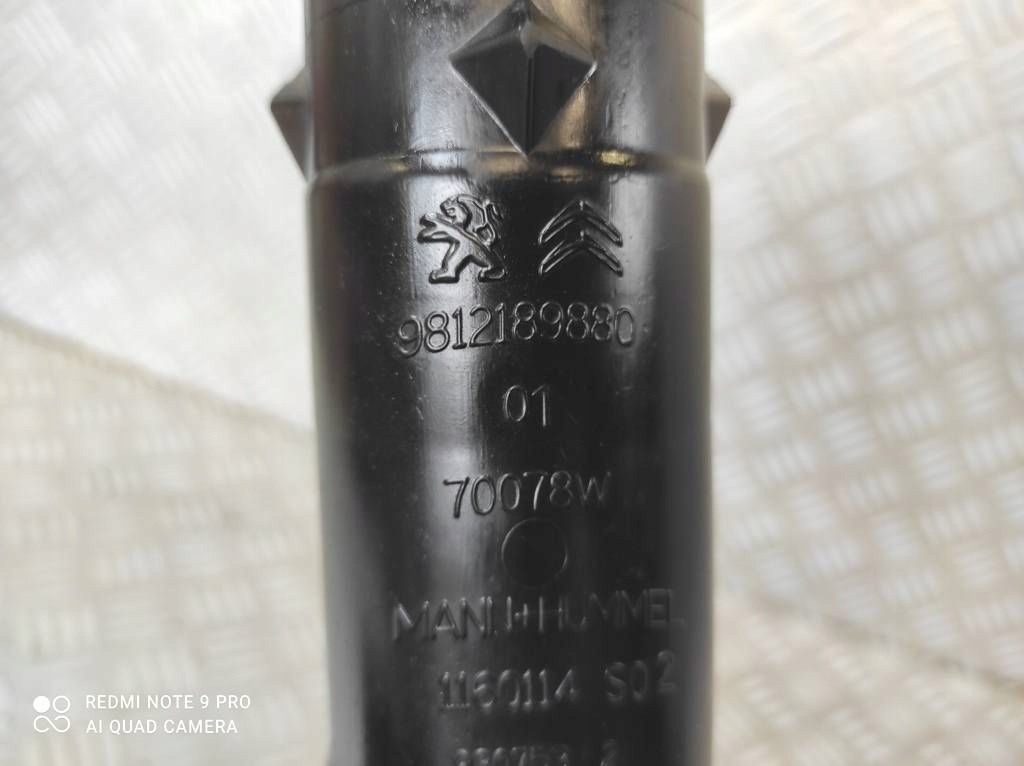 9812189880
01
70078W
MANN+HUMMEL
1160114 S02
REDMI NOTE 9 PRO
AI QUAD CAMERA